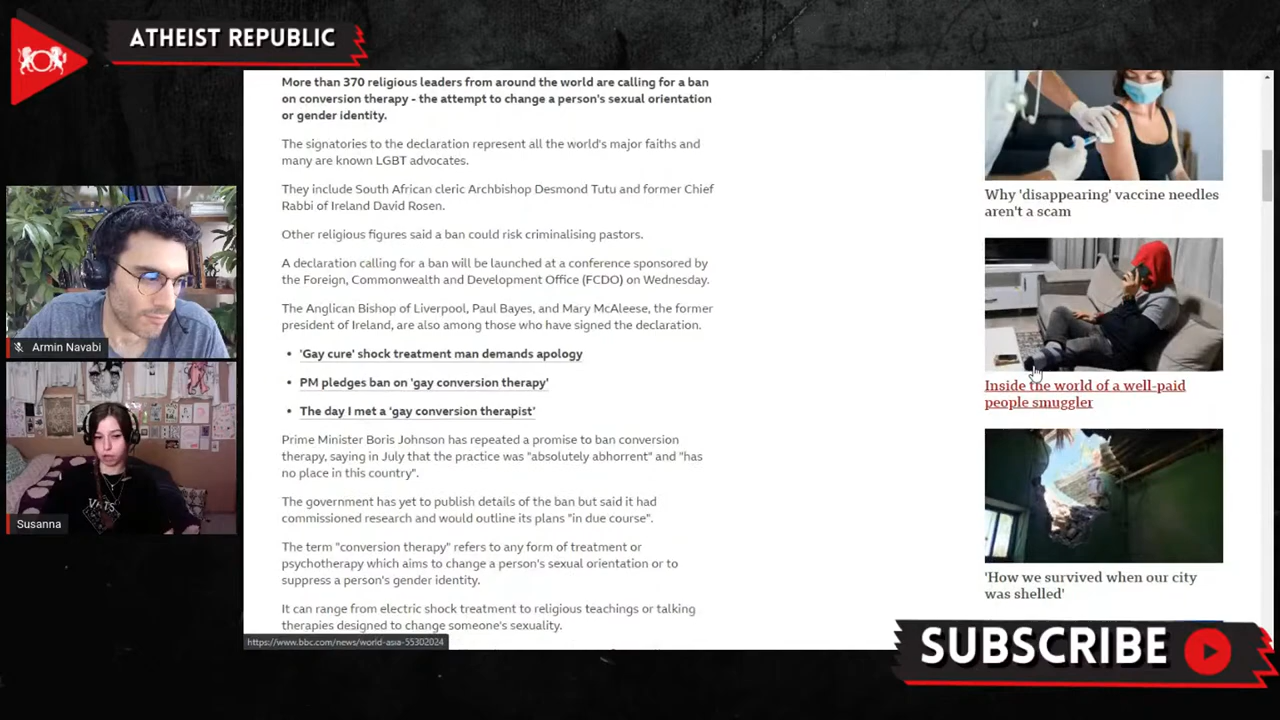 ATHEIST REPUBLIC
More than 370 religious leaders from around the world are calling for a ban
on conversion therapy - the attempt to change a person's sexual orientation
or gender identity.
The signatories to the declaration represent all the world's major faiths and
many are known LGBT advocates.
They include South African cleric Archbishop Desmond Tutu and former Chief
Rabbi of Ireland David Rosen.
Other religious figures said a ban could risk criminalising pastors.
A declaration calling for a ban will be launched at a conference sponsored by
the Foreign, Commonwealth and Development Office (FCDO) on Wednesday.
The Anglican Bishop of Liverpool, Paul Bayes, and Mary McAleese, the former
president of Ireland, are also among those who have signed the declaration.
• 'Gay cure' shock treatment man demands apology
• PM pledges ban on 'gay conversion therapy'
• The day I met a 'gay conversion therapist'
Prime Minister Boris Johnson has repeated a promise to ban conversion
therapy, saying in July that the practice was "absolutely abhorrent" and "has
no place in this country".
The government has yet to publish details of the ban but said it had
commissioned research and would outline its plans "in due course".
The term "conversion therapy" refers to any form of treatment or
psychotherapy which aims to change a person's sexual orientation or to
suppress a person's gender identity.
It can range from electric shock treatment to religious teachings or talking
therapies designed to change someone's sexuality.
https://www.bbc.com/news/world-asia-55302024
Why 'disappearing' vaccine needles
aren't a scam
Inside the world of a well-paid
people smuggler
'How we survived when our city
was shelled'
Armin Navabi
Susanna
SUBSCRIBE